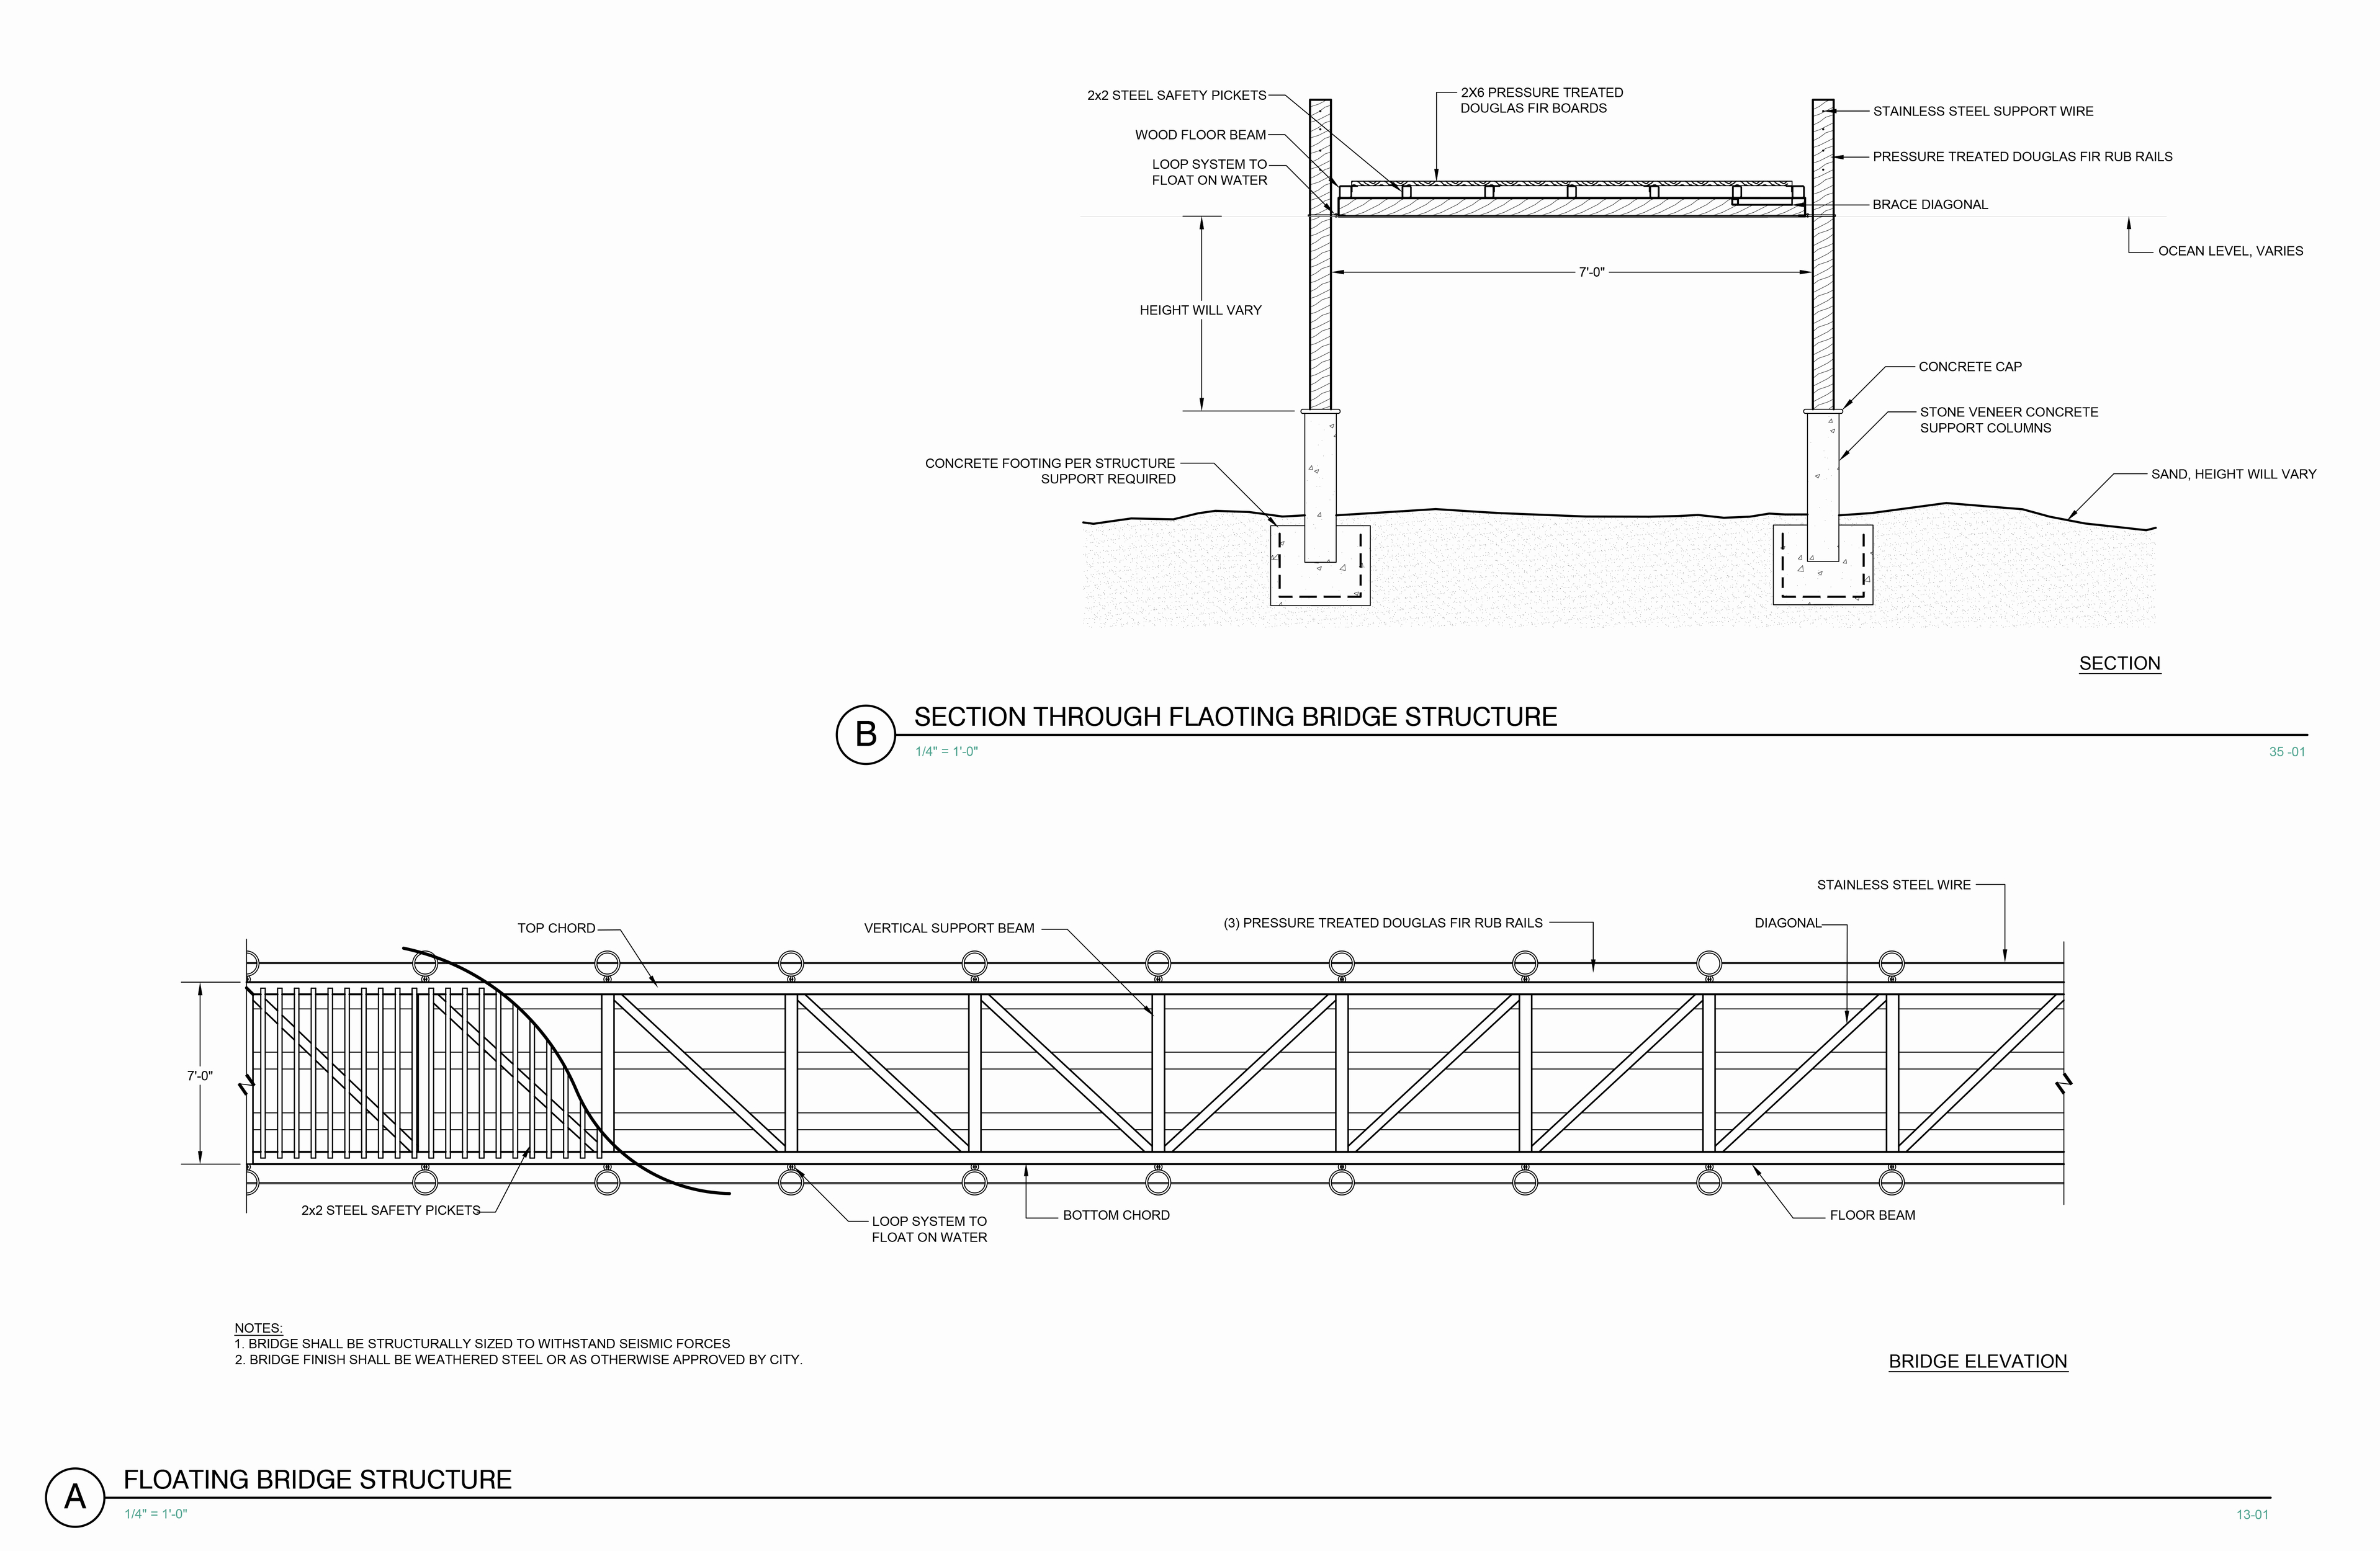 2x2 STEEL SAFETY PICKETS
WOOD FLOOR BEAM
LOOP SYSTEM TO
FLOAT ON WATER
2X6 PRESSURE TREATED
DOUGLAS FIR BOARDS
STAINLESS STEEL SUPPORT WIRE
PRESSURE TREATED DOUGLAS FIR RUB RAILS
BRACE DIAGONAL
OCEAN LEVEL, VARIES
7'-0"
HEIGHT WILL VARY
CONCRETE CAP
STONE VENEER CONCRETE
SUPPORT COLUMNS
CONCRETE FOOTING PER STRUCTURE
SUPPORT REQUIRED
SAND, HEIGHT WILL VARY
SECTION
B
SECTION THROUGH FLAOTING BRIDGE STRUCTURE
1/4" = 1'-0"
35 -01
STAINLESS STEEL WIRE
TOP CHORD
VERTICAL SUPPORT BEAM
(3) PRESSURE TREATED DOUGLAS FIR RUB RAILS
DIAGONAL
7'-0"
2x2 STEEL SAFETY PICKETS
LOOP SYSTEM TO
FLOAT ON WATER
BOTTOM CHORD
FLOOR BEAM
NOTES:
1. BRIDGE SHALL BE STRUCTURALLY SIZED TO WITHSTAND SEISMIC FORCES
2. BRIDGE FINISH SHALL BE WEATHERED STEEL OR AS OTHERWISE APPROVED BY CITY.
BRIDGE ELEVATION
A
FLOATING BRIDGE STRUCTURE
1/4" = 1'-0"
13-01